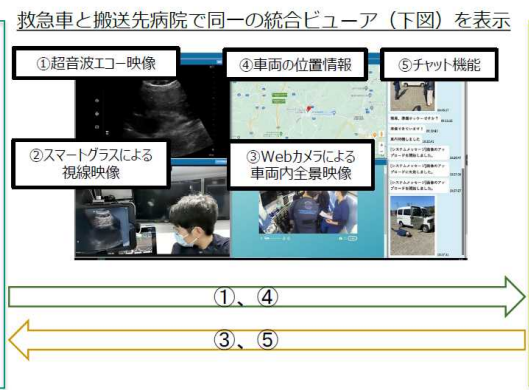 救急車と搬送先病院で同一の統合ビューア（下図）を表示
①超音波エコー映像
④車両の位置情報
⑤チャット機能
②スマートグラスによる
視線映像
③Webカメラによる
車両内全景映像
①、④
③、⑤